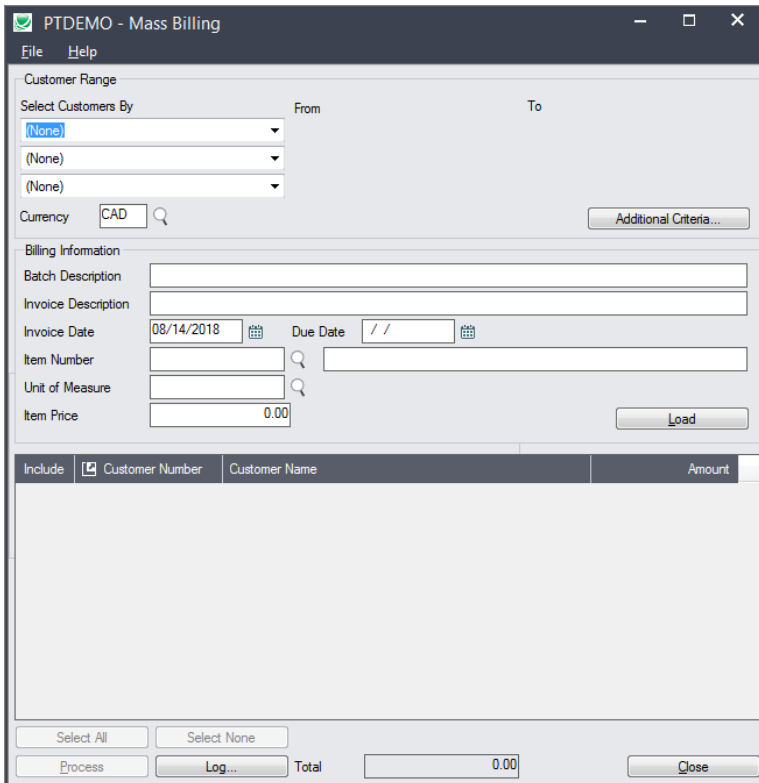 PTDEMO - Mass Billing
File Help
Customer Range
Select Customers By From To
(None)
(None)
(None)
Currency CAD Additional Criteria...
Billing Information
Batch Description
Invoice Description
Invoice Date 08/14/2018 Due Date / /
Item Number
Unit of Measure
Item Price 0.00 Load
Include Customer Number Customer Name Amount
Select All Select None
Process Log... Total 0.00 Close